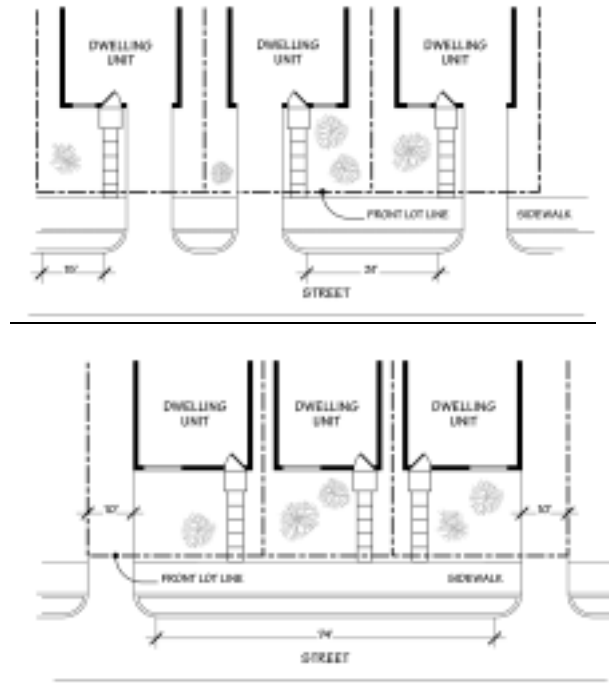 DWELLING
UNIT
DWELLING
UNIT
DWELLING
UNIT
FRONT LOT LINE
SIDEWALK
STREET
DWELLING
UNIT
DWELLING
UNIT
DWELLING
UNIT
10'
10'
FRONT LOT LINE
SIDEWALK
74'
STREET